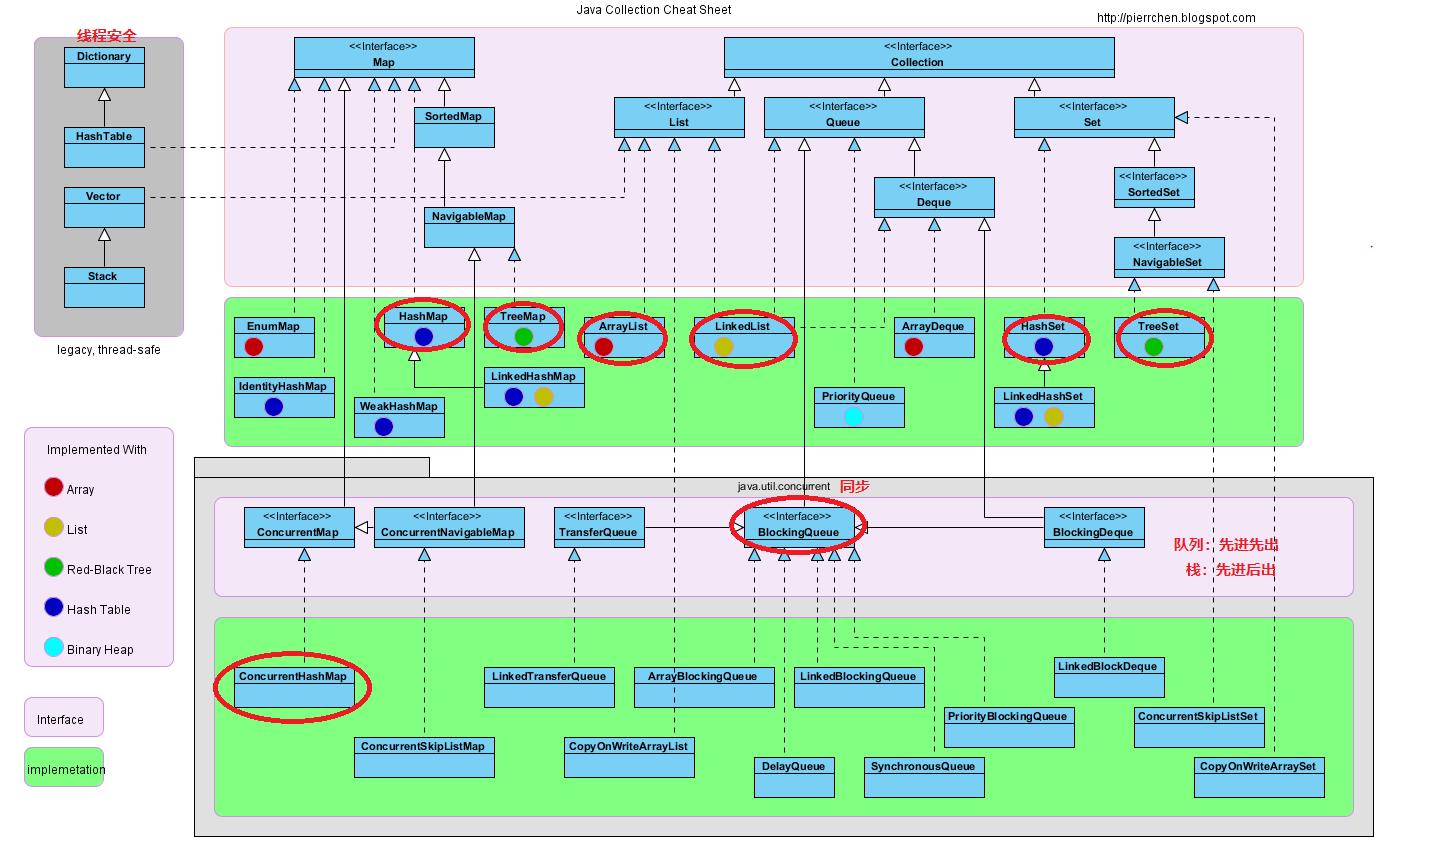 Java Collection Cheat Sheet
http://pierrchen.blogspot.com
线程安全
Dictionary
HashTable
Vector
Stack
legacy, thread-safe
<<Interface>>
Map
<<Interface>>
Collection
SortedMap
<<Interface>>
List
<<Interface>>
Queue
<<Interface>>
Set
<<Interface>>
Deque
<<Interface>>
SortedSet
NavigableMap
<<Interface>>
NavigableSet
EnumMap
HashMap
TreeMap
ArrayList
LinkedList
ArrayDeque
HashSet
TreeSet
IdentityHashMap
WeakHashMap
LinkedHashMap
PriorityQueue
LinkedHashSet
Implemented With
Array
List
Red-Black Tree
Hash Table
Binary Heap
Interface
implemetation
java.util.concurrent
同步
<<Interface>>
ConcurrentMap
<<Interface>>
ConcurrentNavigableMap
<<Interface>>
TransferQueue
<<Interface>>
BlockingQueue
<<Interface>>
BlockingDeque
队列：先进先出
栈：先进后出
ConcurrentHashMap
LinkedTransferQueue
ArrayBlockingQueue
LinkedBlockingQueue
LinkedBlockDeque
PriorityBlockingQueue
ConcurrentSkipListSet
ConcurrentSkipListMap
CopyOnWriteArrayList
DelayQueue
SynchronousQueue
CopyOnWriteArraySet